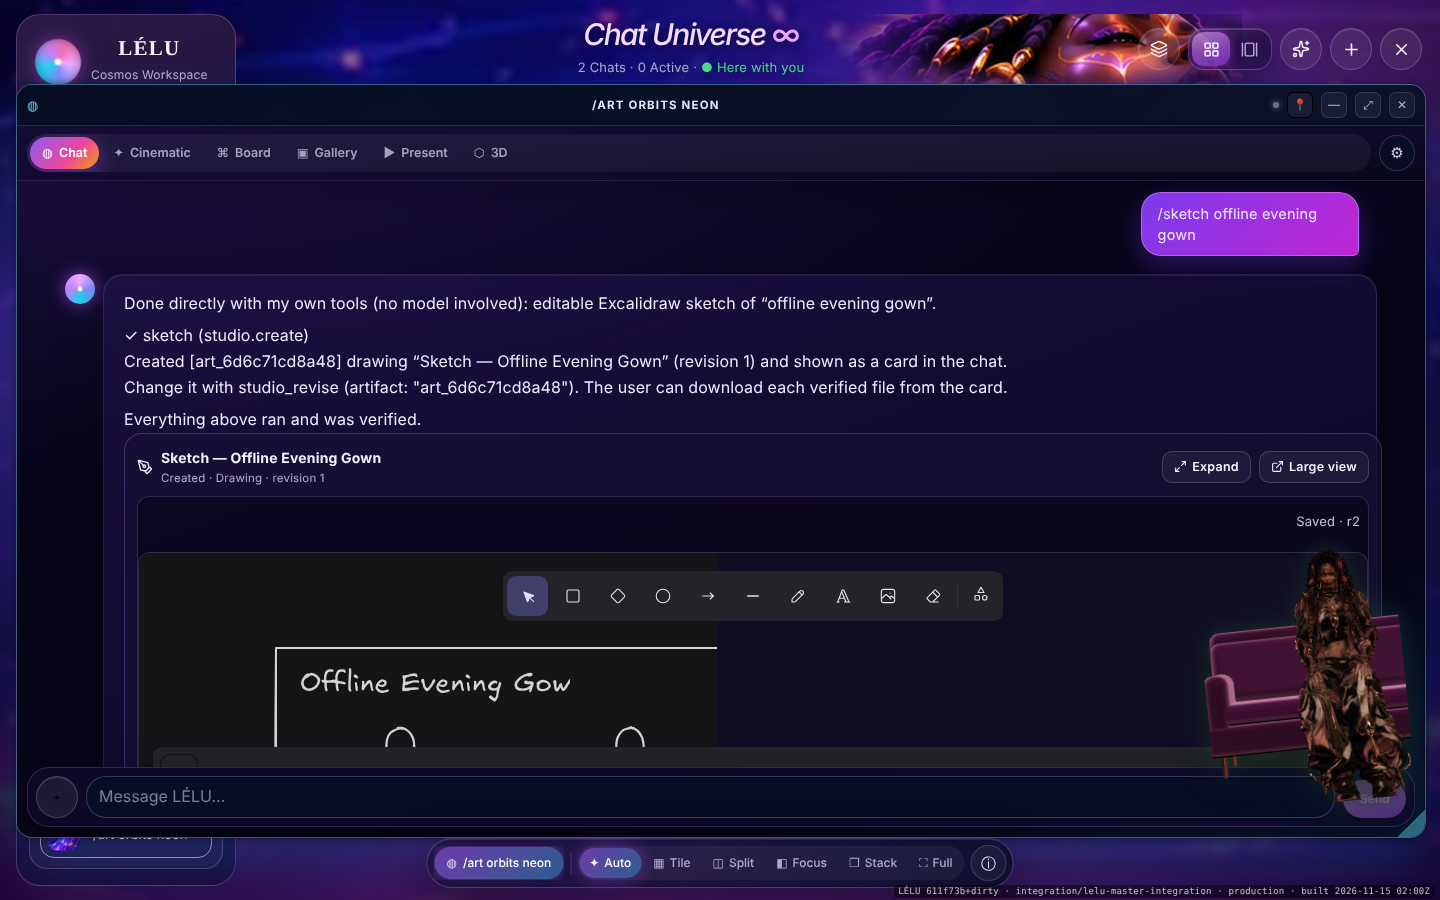 LÉLU
Cosmos Workspace
Chat Universe ∞
2 Chats · 0 Active · Here with you
/ART ORBITS NEON
Chat
Cinematic
Board
Gallery
Present
3D
/sketch offline evening
gown
Done directly with my own tools (no model involved): editable Excalidraw sketch of “offline evening gown”.
✓ sketch (studio.create)
Created [art_6d6c71cd8a48] drawing “Sketch — Offline Evening Gown” (revision 1) and shown as a card in the chat.
Change it with studio_revise (artifact: "art_6d6c71cd8a48"). The user can download each verified file from the card.
Everything above ran and was verified.
Sketch — Offline Evening Gown
Created · Drawing · revision 1
Expand
Large view
Saved · r2
Offline Evening Gow
Message LÉLU...
Send
/art orbits neon
Auto
Tile
Split
Focus
Stack
Full
LÉLU 611f73b+dirty · integration/lelu-master-integration · production · built 2026-11-15 02:00Z